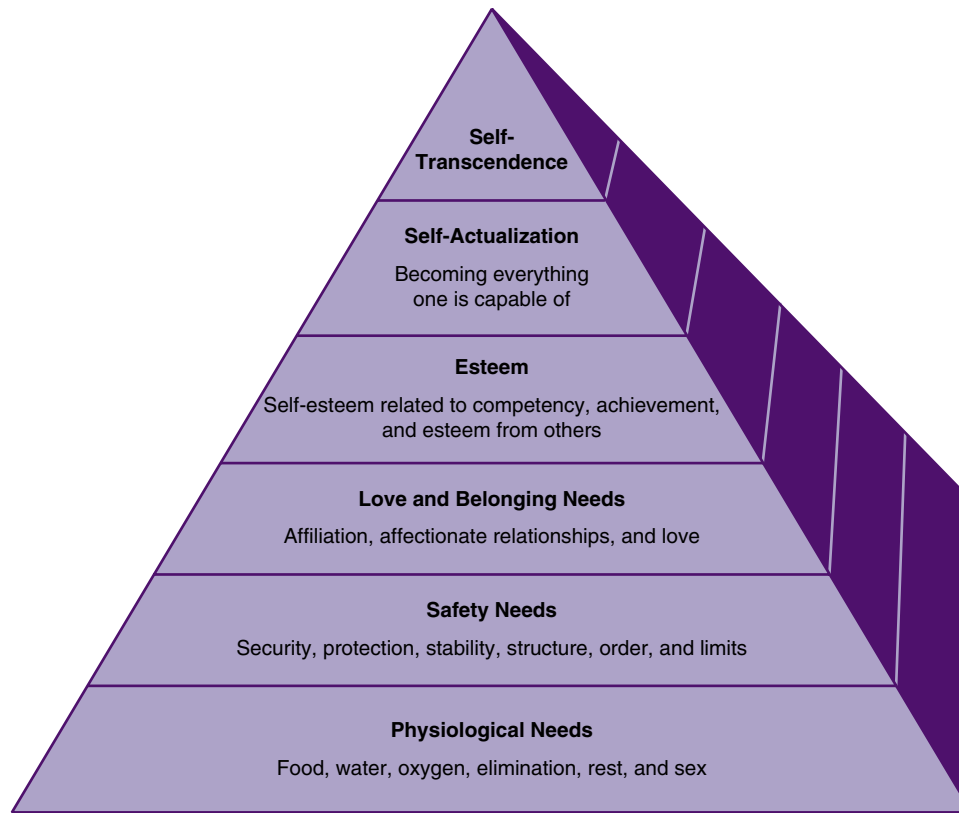 Self-
Transcendence
Self-Actualization
Becoming everything
one is capable of
Esteem
Self-esteem related to competency, achievement,
and esteem from others
Love and Belonging Needs
Affiliation, affectionate relationships, and love
Safety Needs
Security, protection, stability, structure, order, and limits
Physiological Needs
Food, water, oxygen, elimination, rest, and sex